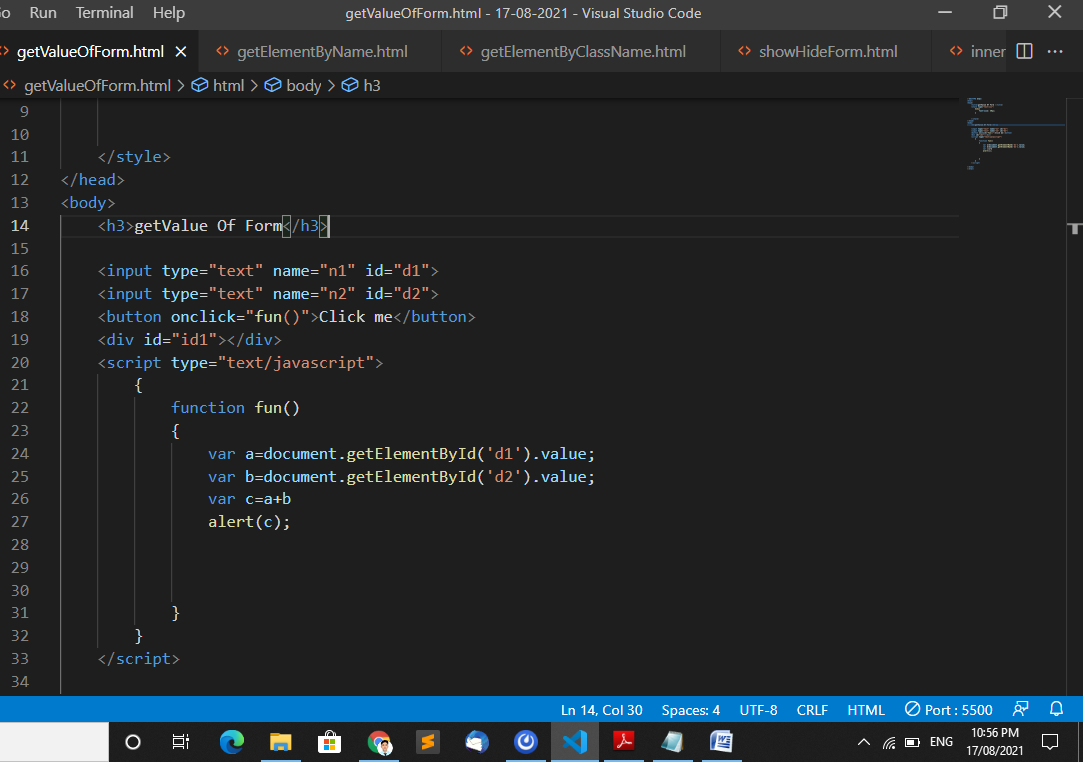 Run Terminal Help getValueOfForm.html - 17-08-2021 - Visual Studio Code
getValueOfForm.html getElementByName.html getElementByClassName.html showHideForm.html inner
getValueOfForm.html > html > body > h3
9
10
11 </style>
12 </head>
13 <body>
14 <h3>getValue Of Form</h3>
15
16 <input type="text" name="n1" id="d1">
17 <input type="text" name="n2" id="d2">
18 <button onclick="fun()">Click me</button>
19 <div id="id1"></div>
20 <script type="text/javascript">
21 {
22 function fun()
23 {
24 var a=document.getElementById('d1').value;
25 var b=document.getElementById('d2').value;
26 var c=a+b
27 alert(c);
28
29
30
31 }
32 }
33 </script>
34
Ln 14, Col 30 Spaces: 4 UTF-8 CRLF HTML Port : 5500
ENG 10:56 PM
17/08/2021